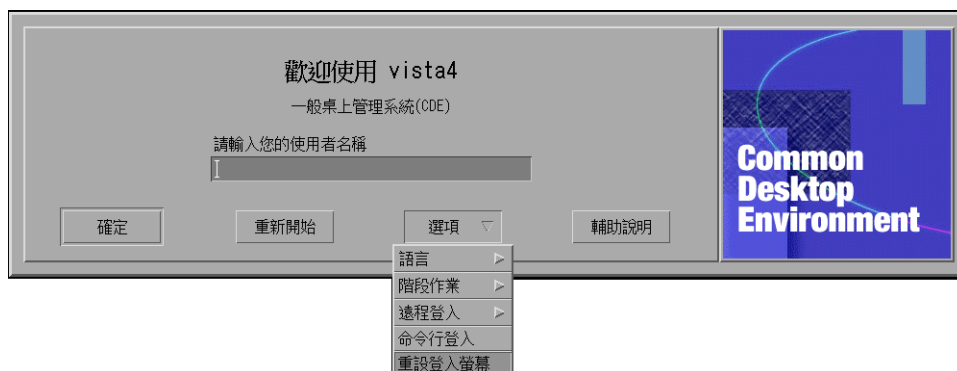 歡迎使用 vista4
一般桌上管理系統(CDE)
請輸入您的使用者名稱
確定
重新開始
選項
輔助說明
語言
階段作業
遠程登入
命令行登入
重設登入螢幕
Common
Desktop
Environment